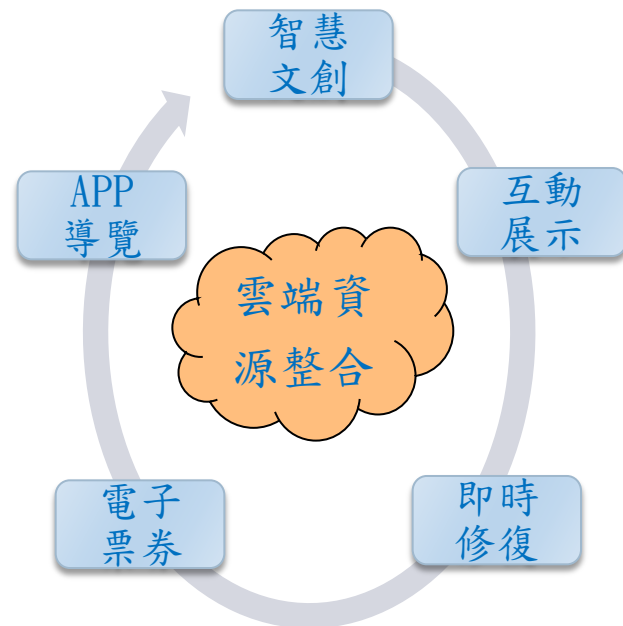 智慧
文創
互動
展示
即時
修復
電子
票券
APP
導覽
雲端資
源整合